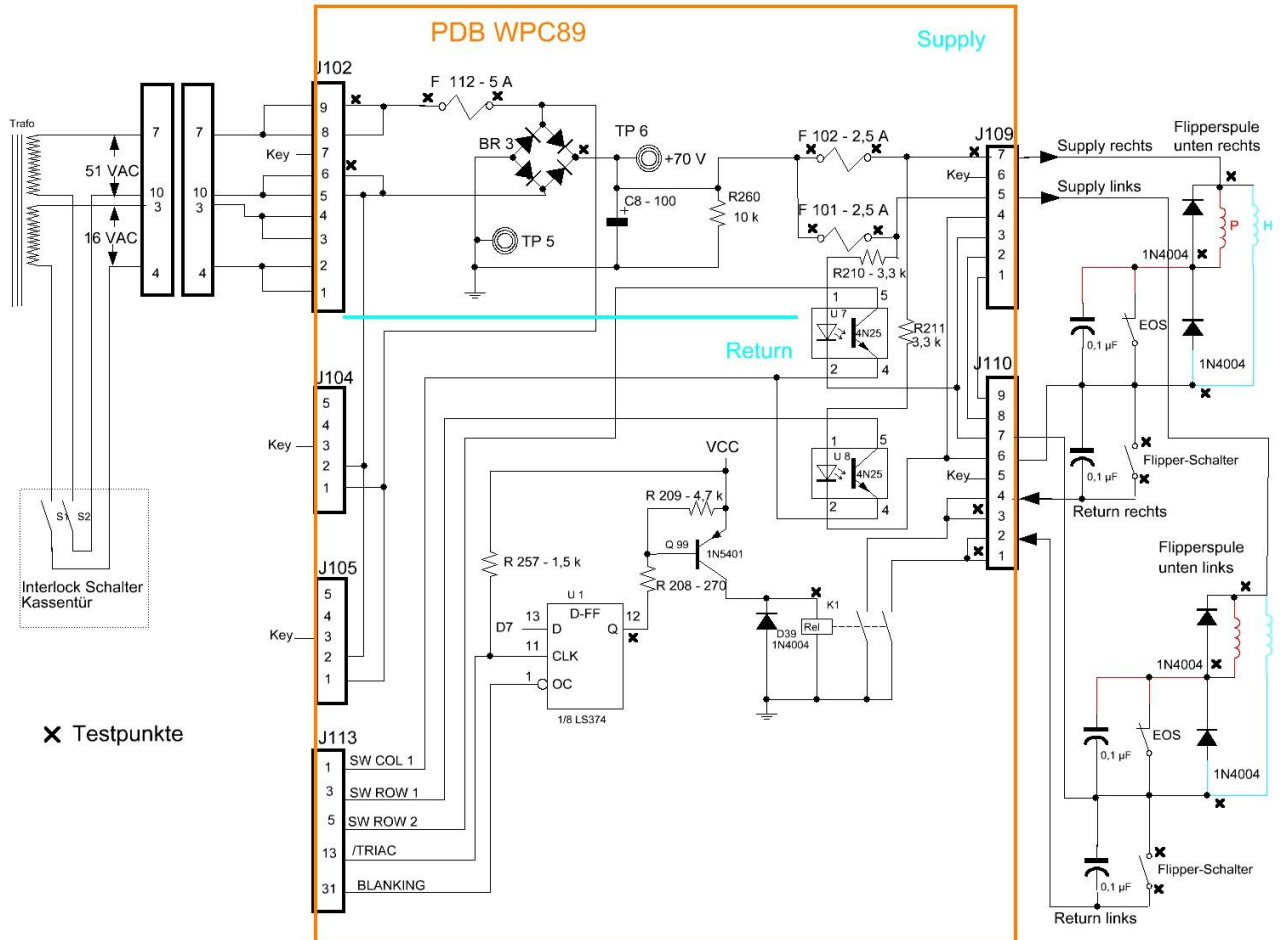 PDB WPC89
Supply
J102
F 112 - 5 A
9
8
Key
7
6
5
4
3
2
1
Trafo
7
7
51 VAC
10
10
3
3
16 VAC
4
4
BR 3
TP 6
+70 V
C8 - 100
+
R260
10 k
TP 5
F 102 - 2,5 A
F 101 - 2,5 A
R210 - 3,3 k
J109
7
Key
6
5
4
3
2
1
Supply rechts
Supply links
Flipperspule
unten rechts
P
H
1N4004
EOS
0,1 µF
1N4004
Return
1
5
U 7
4N25
2
4
R211
3,3 k
J110
9
8
7
6
Key
5
4
3
2
1
0,1 µF
Flipper-Schalter
Return rechts
J104
5
4
Key
3
2
1
1
5
U 8
4N25
2
4
VCC
R 209 - 4,7 k
Q 99
1N5401
R 257 - 1,5 k
R 208 - 270
S1
S2
Interlock Schalter
Kassentür
J105
5
4
Key
3
2
1
U 1
D-FF
D7
13
D
Q
12
11
CLK
1
OC
1/8 LS374
D39
1N4004
Rel
K1
Flipperspule
unten links
1N4004
EOS
0,1 µF
1N4004
0,1 µF
Flipper-Schalter
Return links
Testpunkte
J113
1
SW COL 1
3
SW ROW 1
5
SW ROW 2
13
/TRIAC
31
BLANKING